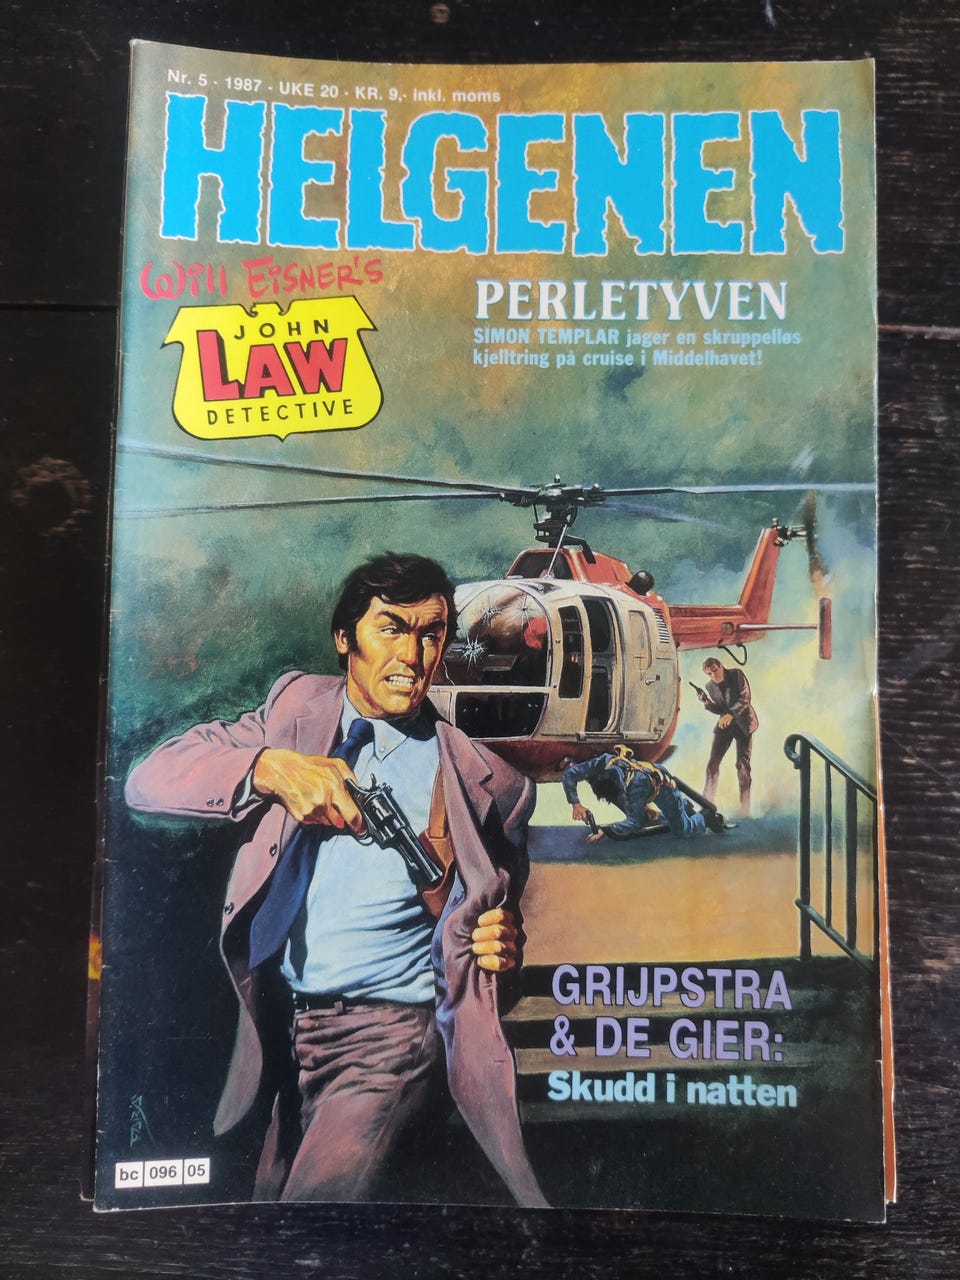 Nr. 5 - 1987 - UKE 20 - KR. 9,- inkl. moms
HELGENEN
Will EISNER'S
JOHN
LAW
DETECTIVE
PERLETYVEN
SIMON TEMPLAR jager en skruppelløs
kjeltring på cruise i Middelhavet!
GRIJPSTRA
& DE GIER:
Skudd i natten
bc 096 05